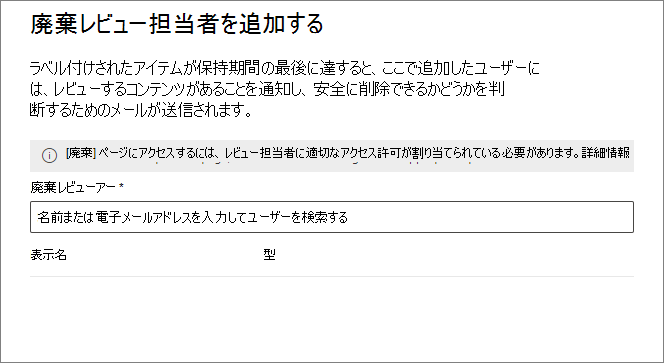 廃棄レビュー担当者を追加する
ラベル付けされたアイテムが保持期間の最後に達すると、ここで追加したユーザーに
は、レビューするコンテンツがあることを通知し、安全に削除できるかどうかを判
断するためのメールが送信されます。
[廃棄] ページにアクセスするには、レビュー担当者に適切なアクセス許可が割り当てられている必要があります。詳細情報
廃棄レビューアー *
名前または電子メールアドレスを入力してユーザーを検索する
表示名 型